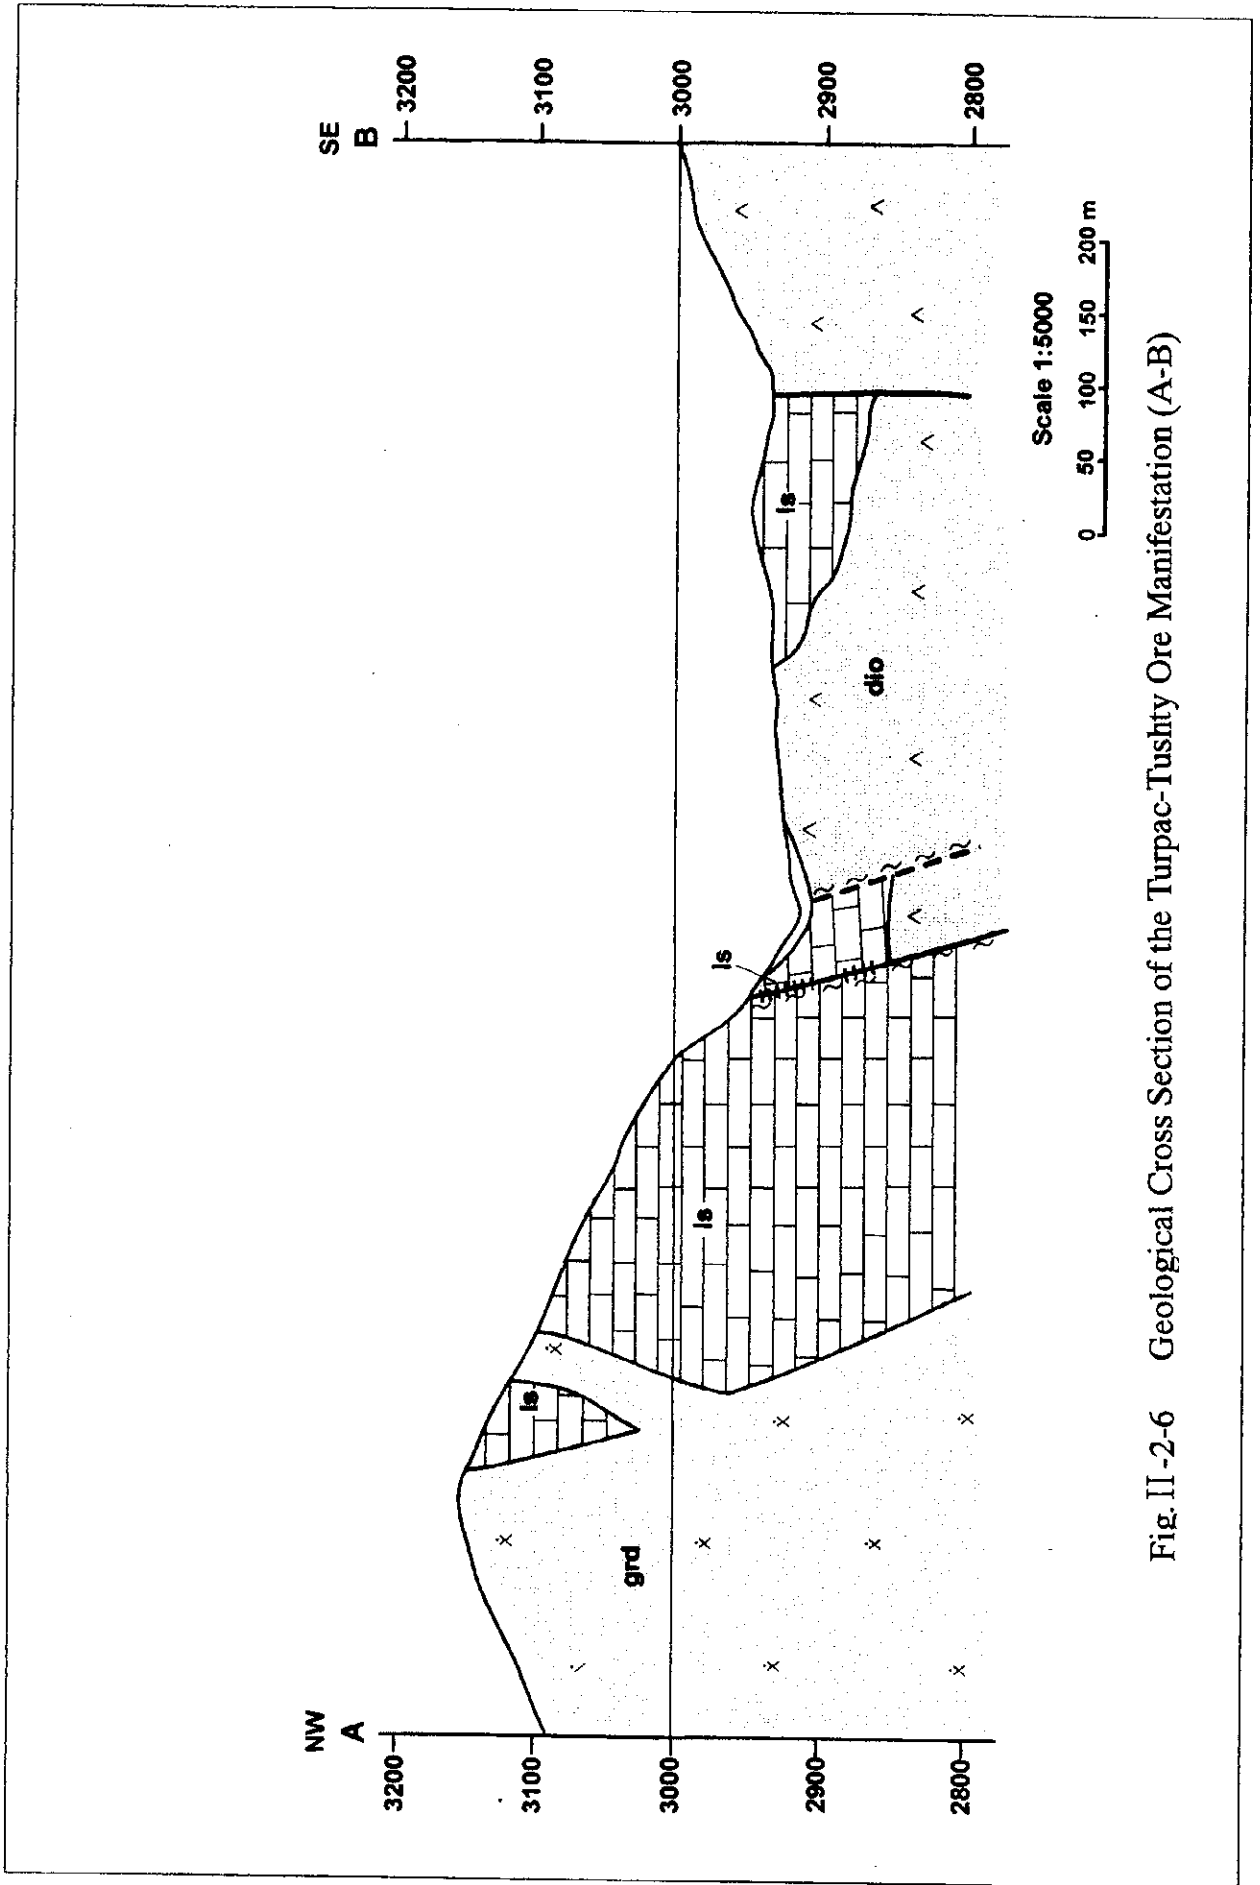 NW
A
SE
B
3200
3100
3000
2900
2800
3200
3100
3000
2900
2800
grd
ls
ls
ls
dio
ls
Scale 1:5000
0 50 100 150 200 m
Fig.II-2-6 Geological Cross Section of the Turpac-Tushty Ore Manifestation (A-B)